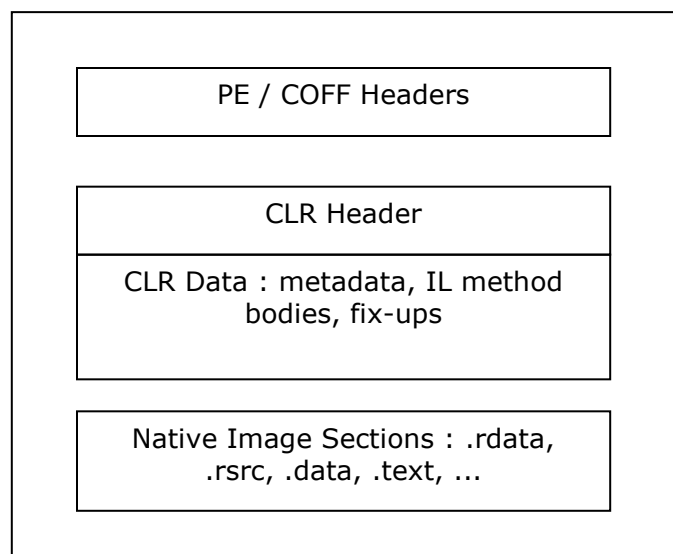 PE / COFF Headers
CLR Header
CLR Data : metadata, IL method
bodies, fix-ups
Native Image Sections : .rdata,
.rsrc, .data, .text, ...